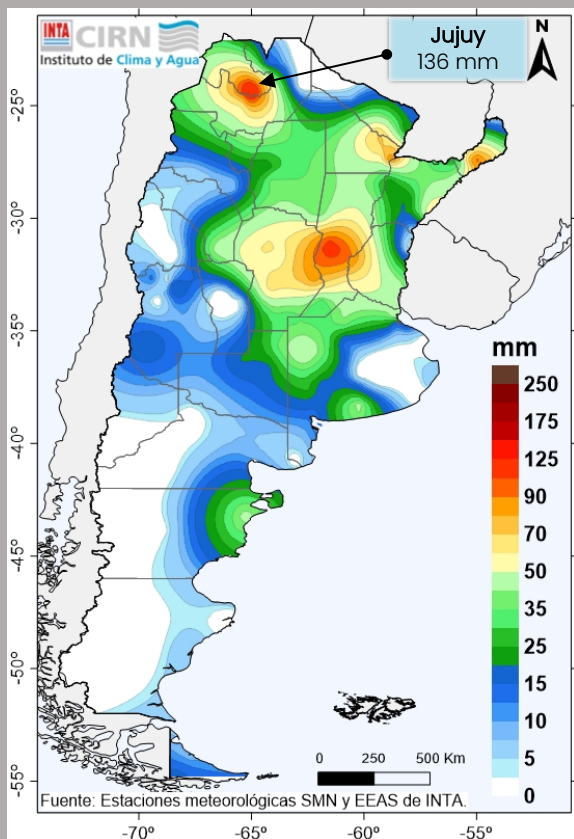 INTA CIRN
Instituto de Clima y Agua
Jujuy
136 mm
N
25°
30°
35°
40°
45°
50°
55°
mm
250
175
125
90
70
50
35
25
15
10
5
0
0 250 500 Km
Fuente: Estaciones meteorológicas SMN y EEAS de INTA.
-70° -65° -60° -55°